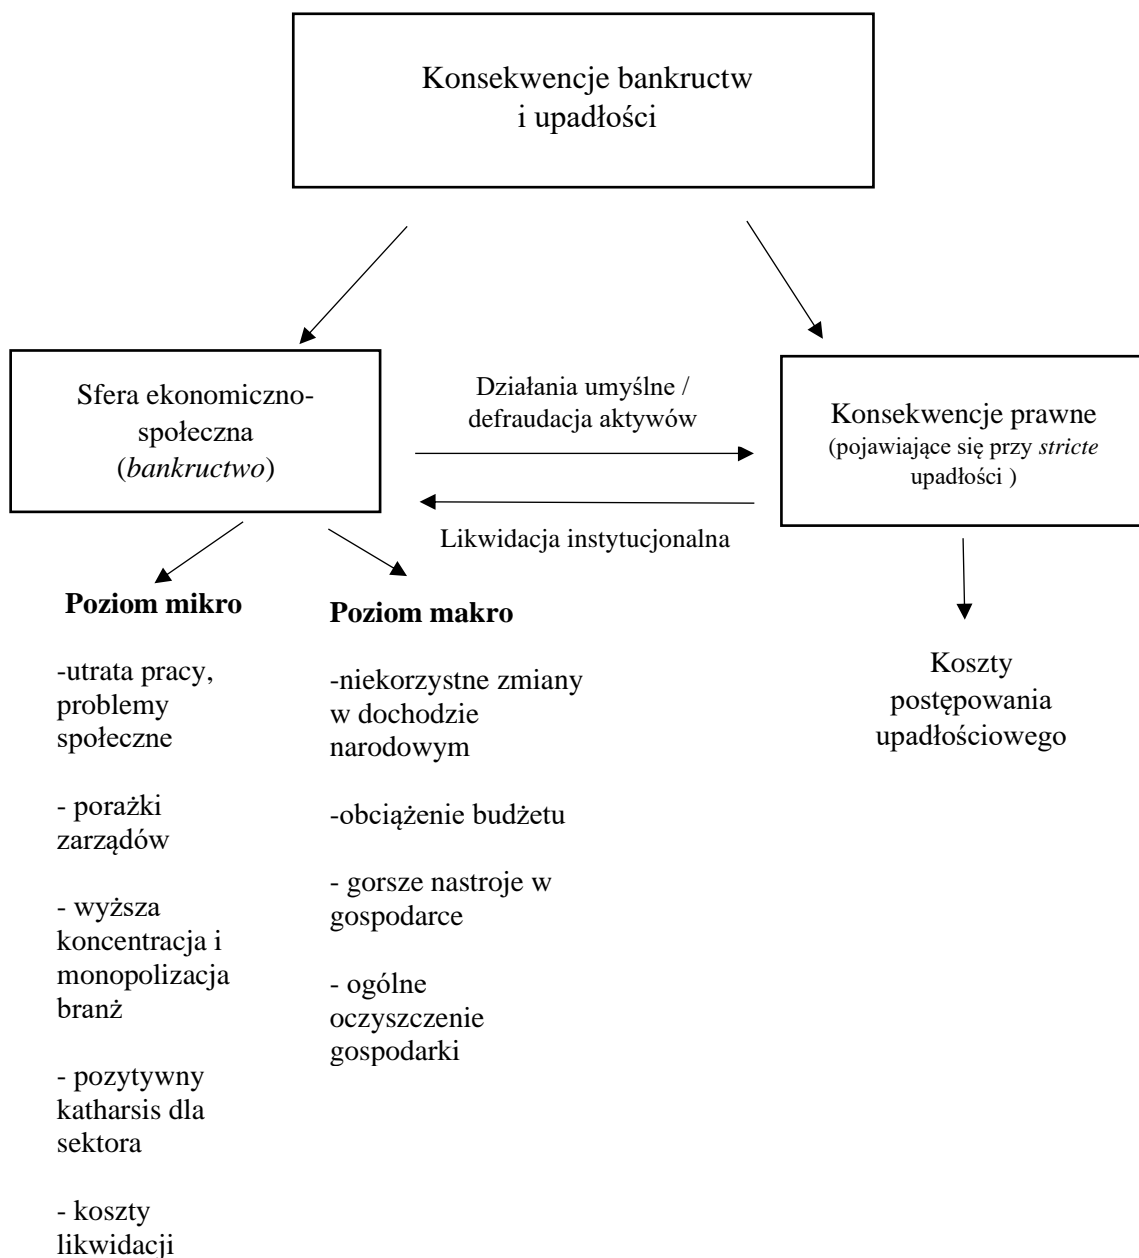 Konsekwencje bankructw
i upadłości
Sfera ekonomiczno-
społeczna
(bankructwo)
Działania umyślne /
defraudacja aktywów
Likwidacja instytucjonalna
Konsekwencje prawne
(pojawiające się przy stricte
upadłości )
Poziom mikro
-utrata pracy,
problemy
społeczne
- porażki
zarządów
- wyższa
koncentracja i
monopolizacja
branż
- pozytywny
katharsis dla
sektora
- koszty
likwidacji
Poziom makro
-niekorzystne zmiany
w dochodzie
narodowym
-obciążenie budżetu
- gorsze nastroje w
gospodarce
- ogólne
oczyszczenie
gospodarki
Koszty
postępowania
upadłościowego